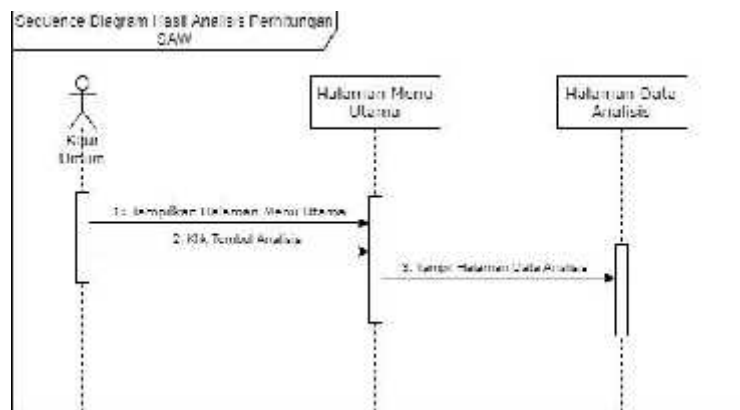 Sequence Diagram Hasil Analisis Perhitungan
SAW
Halaman Menu
Utama
Halaman Data
Analisis
Kaur
Umum
1. Tampilkan Halaman Menu Utama
2. Klik Tombol Analisis
3. Tampil Halaman Data Analisis